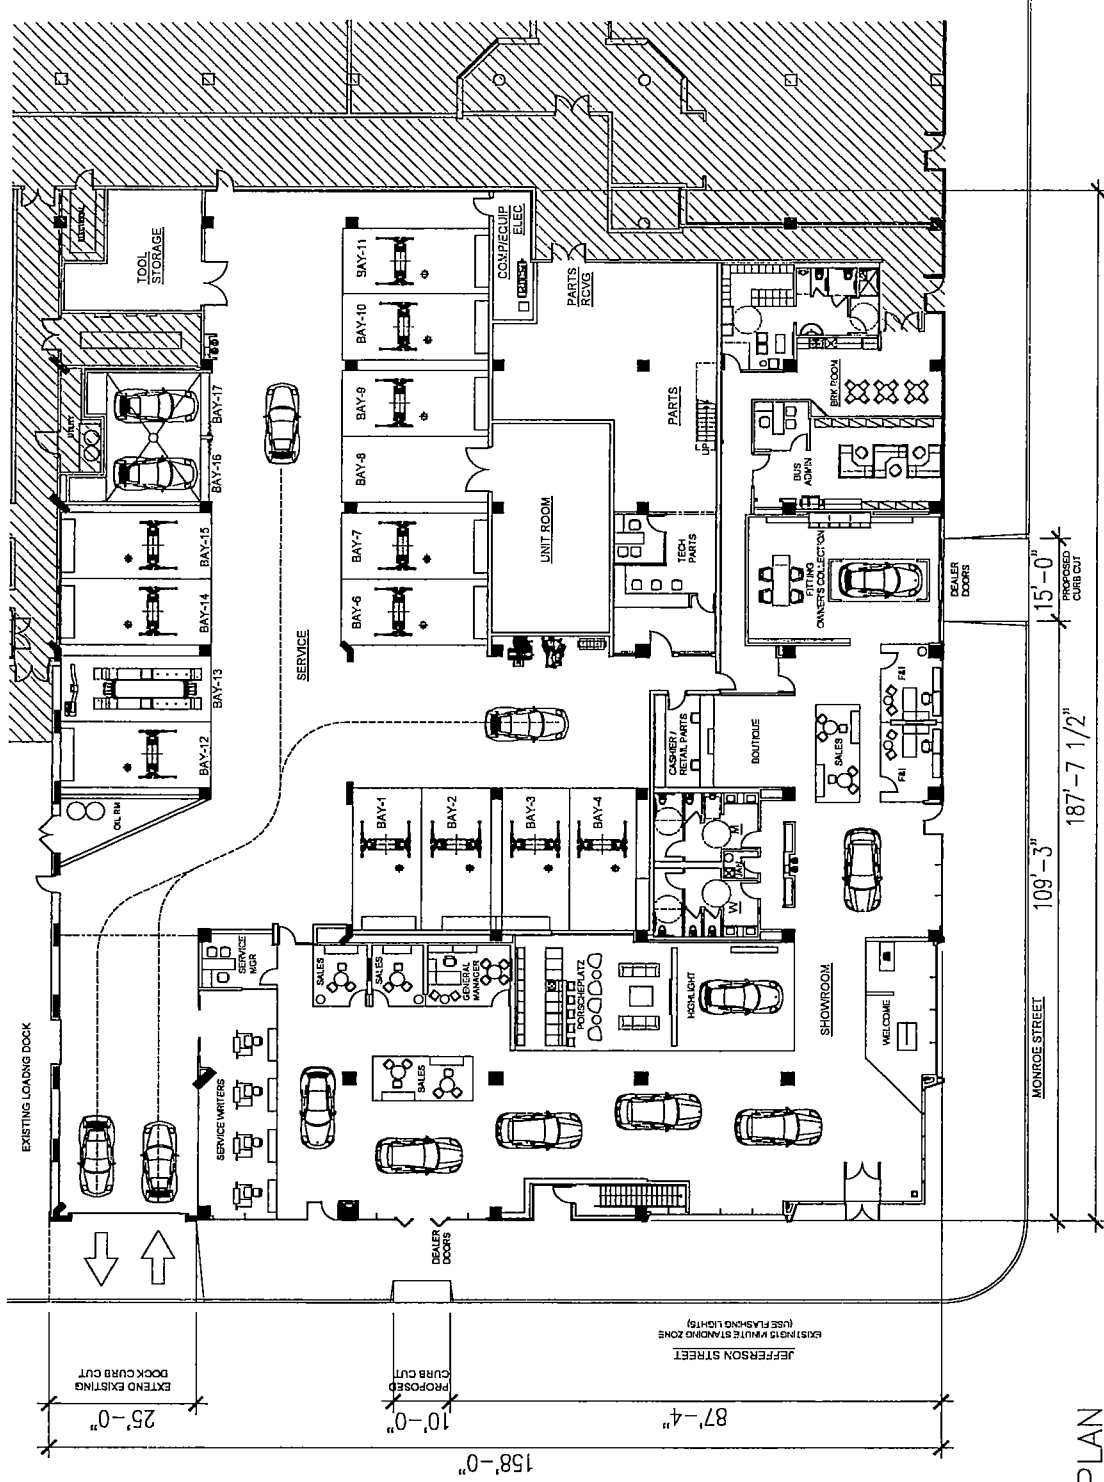 ELECTRICAL
TOOL
STORAGE
COMP/EQUIP
ELEC
BAY-11
BAY-10
BAY-9
BAY-8
BAY-7
BAY-6
PARTS
RCVG
PARTS
UP
UNIT ROOM
TECH
PARTS
BRK ROOM
BUS
ADMIN
UTILITY
BAY-17
BAY-16
BAY-15
BAY-14
BAY-13
BAY-12
SERVICE
OIL RM
FITTING
OWNER'S COLLECTION
DEALER
DOORS
15'-0"
PROPOSED
CURB CUT
CASHIER /
RETAIL PARTS
BOUTIQUE
SALES
F&I
F&I
BAY-1
BAY-2
BAY-3
BAY-4
M
JAN
W
187'-7 1/2"
109'-3"
SERVICE
MGR
SALES
SALES
GENERAL
MANAGER
PORSCHEPLATZ
HIGHLIGHT
SHOWROOM
WELCOME
MONROE STREET
EXISTING LOADING DOCK
SERVICE WRITERS
SALES
DEALER
DOORS
EXTEND EXISTING
DOCK CURB CUT
PROPOSED
CURB CUT
JEFFERSON STREET
EXISTING 15 MINUTE STANDING ZONE
(USE FLASHING LIGHTS)
25'-0"
10'-0"
87'-4"
158'-0"
PLAN